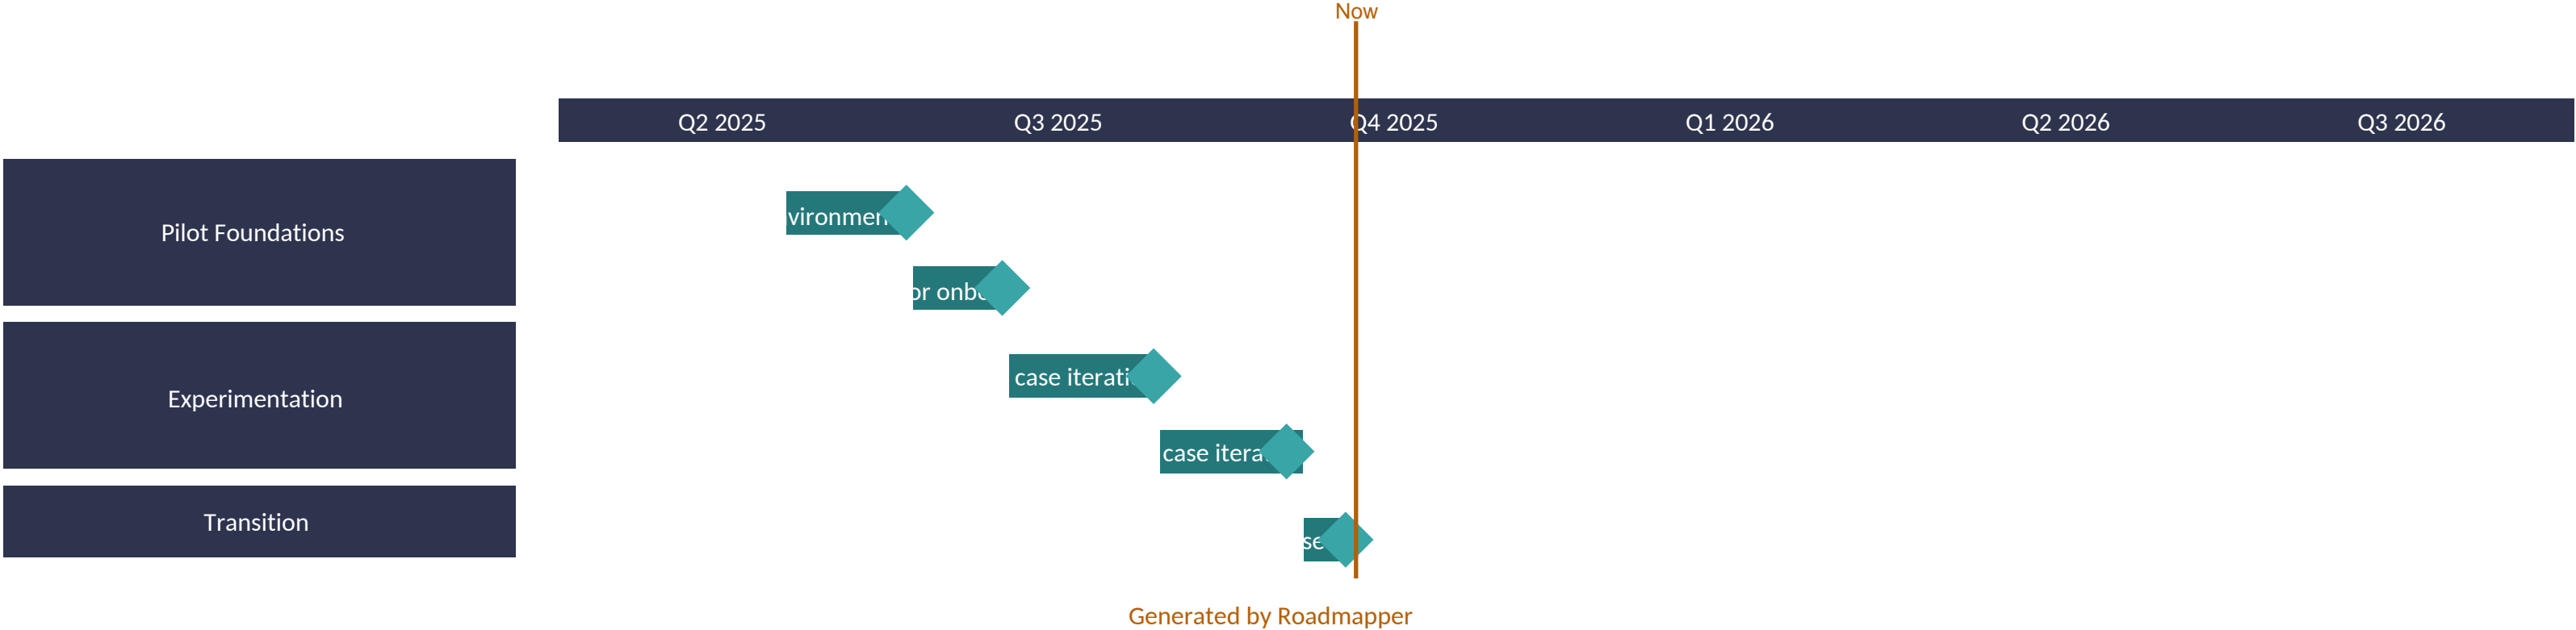 Now
Q2 2025 Q3 2025 Q4 2025 Q1 2026 Q2 2026 Q3 2026
Pilot Foundations
vironmen
or onb
Experimentation
case iterati
case itera
Transition
se
Generated by Roadmapper